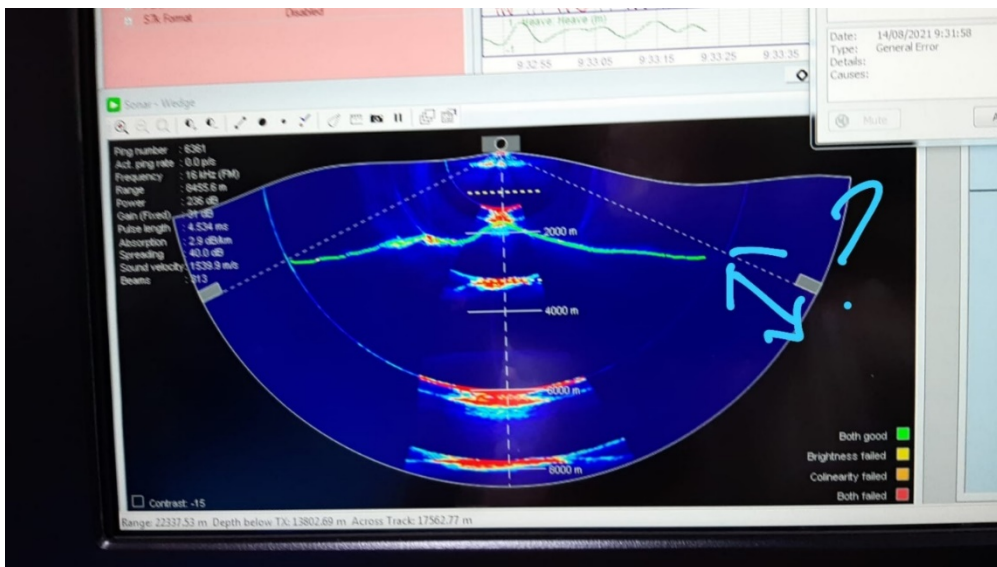 S7k Format Disabled
Heave Heave (m)
1
-1
9:32:55 9:33:05 9:33:15 9:33:25 9:33:35
Date: 14/08/2021 9:31:58
Type: General Error
Details:
Causes:
Mute
Sonar - Wedge
Ping number : 6361
Act. ping rate : 0.0 p/s
Frequency : 16 kHz (FM)
Range : 8455.6 m
Power : 236 dB
Gain (Fixed) : 31 dB
Pulse length : 4.534 ms
Absorption : 2.9 dB/km
Spreading : 40.0 dB
Sound velocity : 1539.9 m/s
Beams : 813
2000 m
4000 m
6000 m
8000 m
?
Both good
Brightness failed
Colinearity failed
Both failed
Contrast: -15
Range: 22337.53 m Depth below TX: 13802.69 m Across Track: 17562.77 m